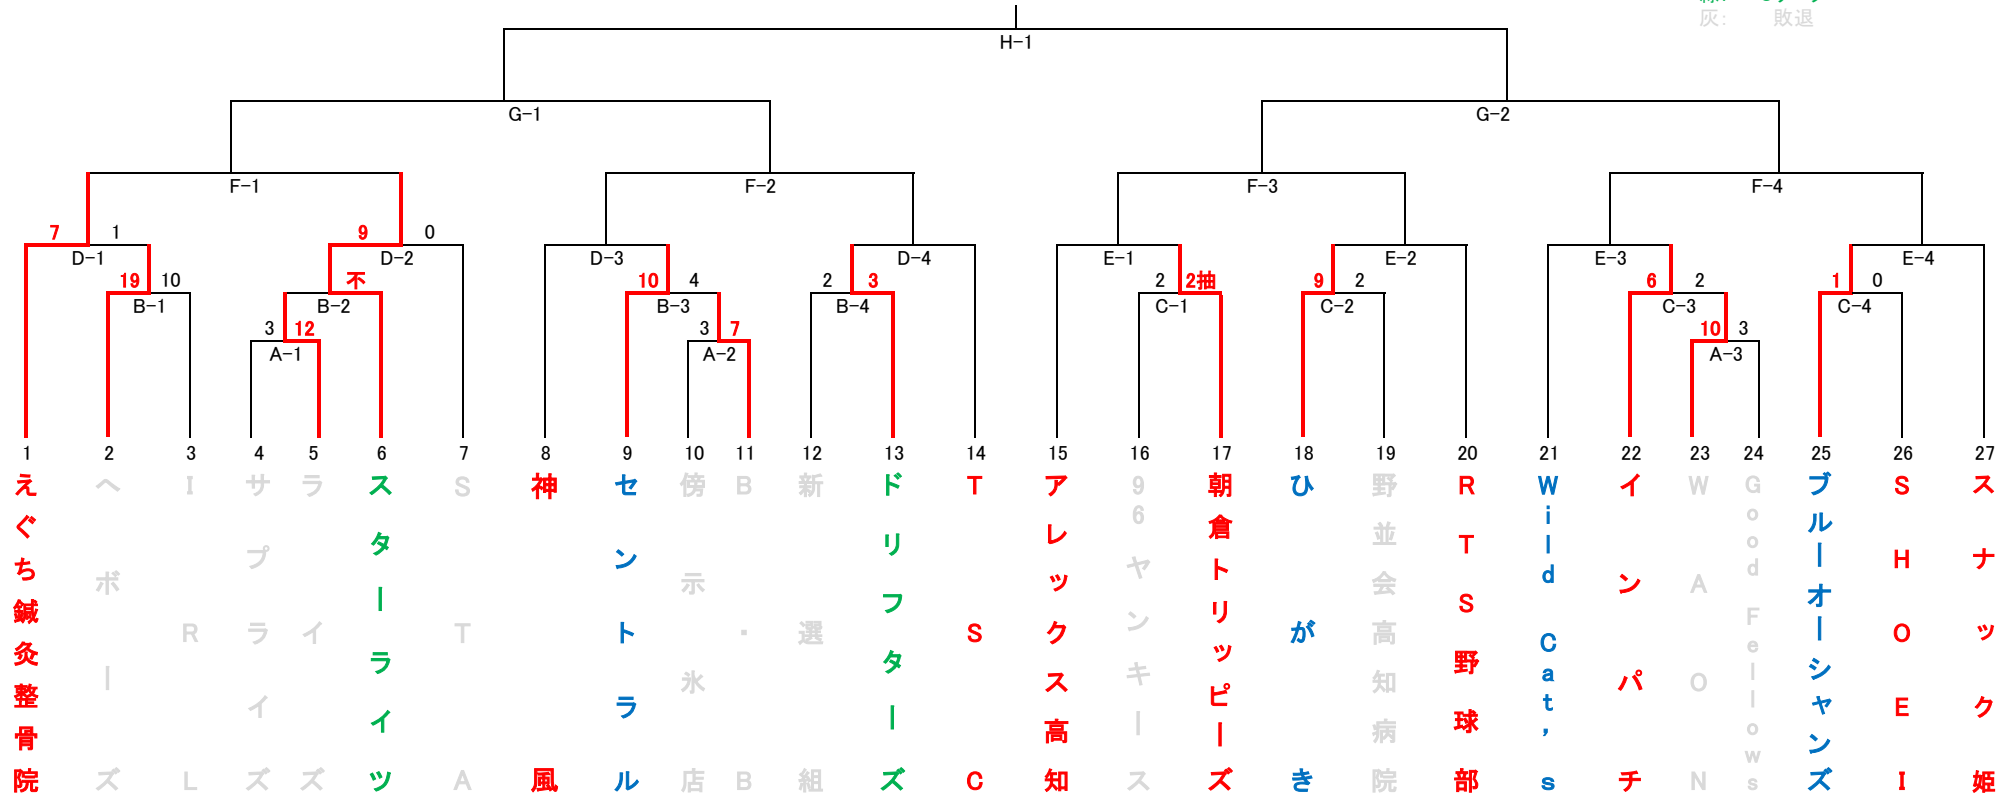 灰: 敗退
H-1
G-1
G-2
F-1
F-2
F-3
F-4
7 1
9 0
D-1
D-2
D-3
D-4
E-1
E-2
E-3
E-4
19 10
不
10 4
2 3
2 2抽
9 2
6 2
1 0
B-1
B-2
B-3
B-4
C-1
C-2
C-3
C-4
3 12
3 7
10 3
A-1
A-2
A-3
1 2 3 4 5 6 7 8 9 10 11 12 13 14 15 16 17 18 19 20 21 22 23 24 25 26 27
えぐち鍼灸整骨院
ヘボーズ
IRL
サプライズ
ライズ
スターライツ
STA
神風
セントラル
傍示氷店
B・B
新選組
ドリフターズ
TSC
アレックス高知
96ヤンキース
朝倉トリッピーズ
ひがき
野並会高知病院
RTS野球部
Wild Cat's
インパチ
WAON
Good Fellows
ブルーオーシャンズ
SHOEI
スナック姫